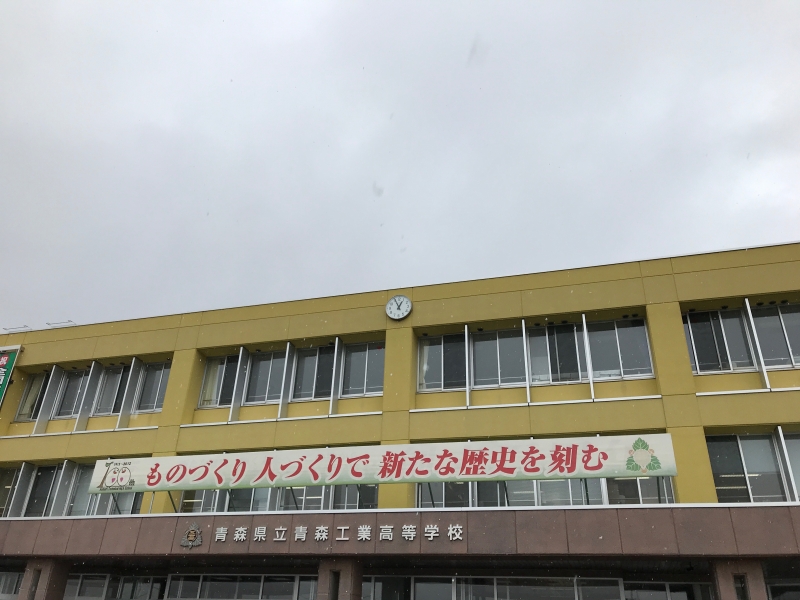 ものづくり 人づくりで 新たな歴史を刻む
青森県立青森工業高等学校